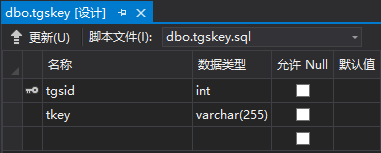 dbo.tgskey [设计]
更新(U) 脚本文件(I): dbo.tgskey.sql
名称 数据类型 允许 Null 默认值
tgsid int
tkey varchar(255)